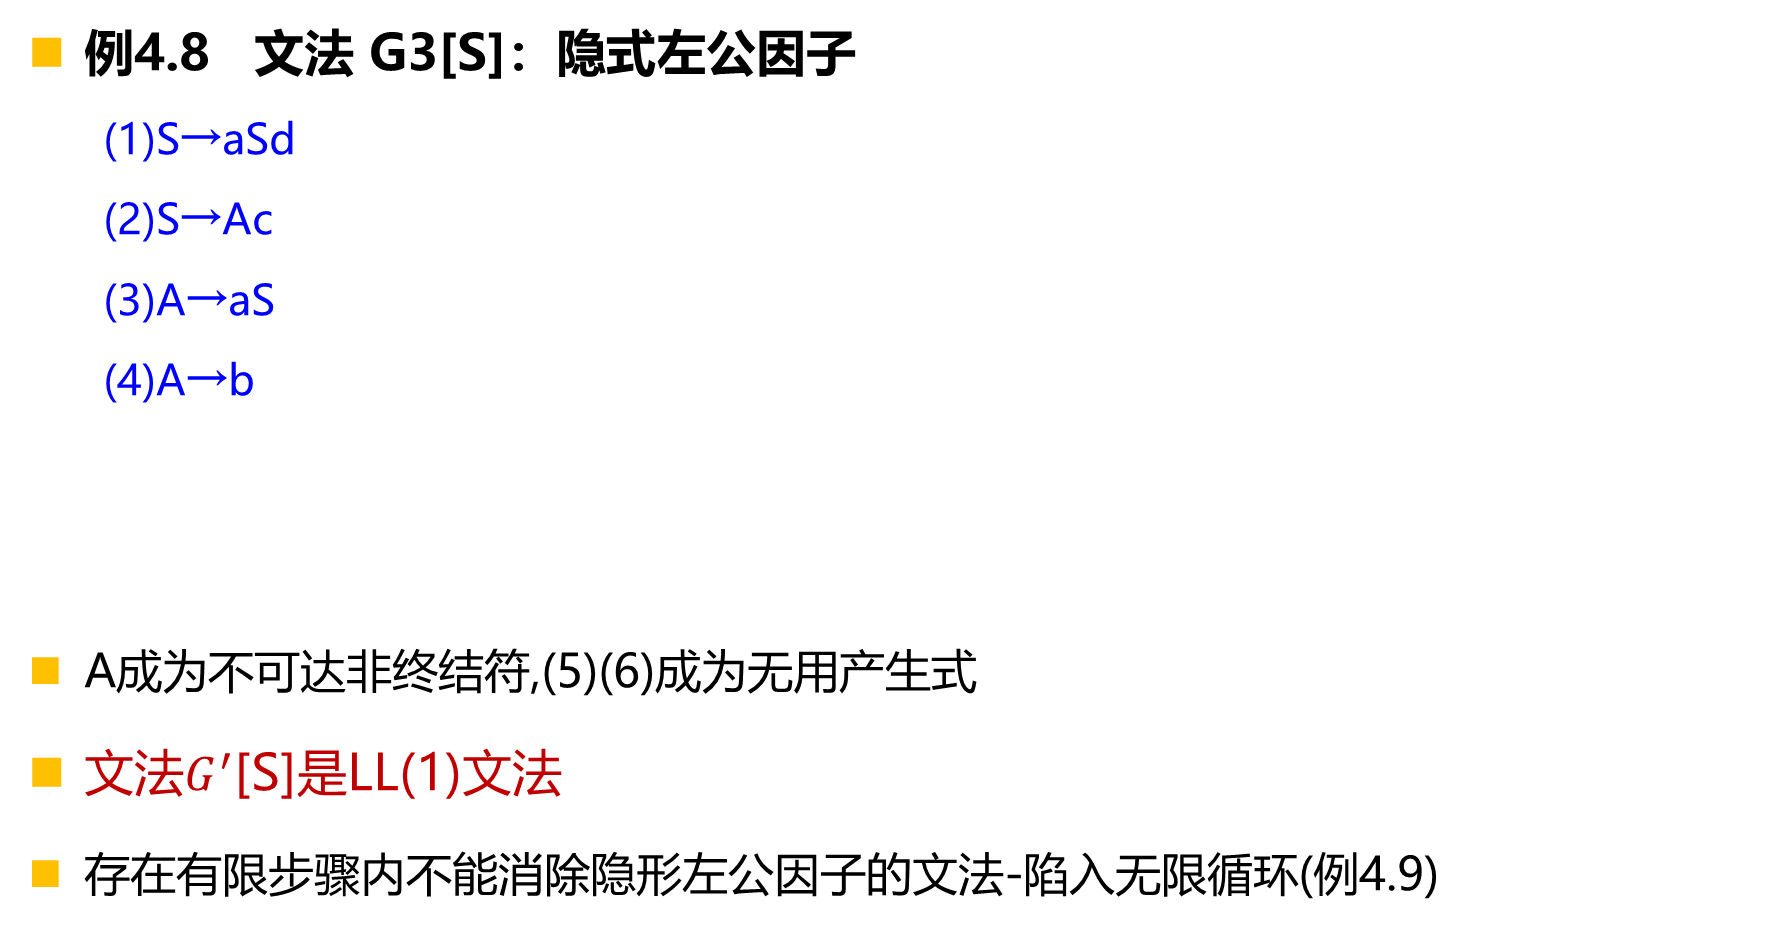 例4.8 文法 G3[S]：隐式左公因子
(1)S→aSd
(2)S→Ac
(3)A→aS
(4)A→b
A成为不可达非终结符,(5)(6)成为无用产生式
文法G′[S]是LL(1)文法
存在有限步骤内不能消除隐形左公因子的文法-陷入无限循环(例4.9)